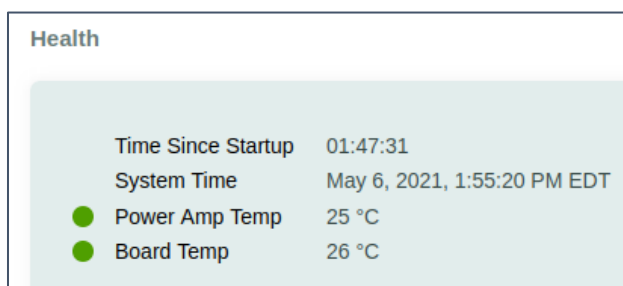 Health
Time Since Startup 01:47:31
System Time May 6, 2021, 1:55:20 PM EDT
Power Amp Temp 25 °C
Board Temp 26 °C